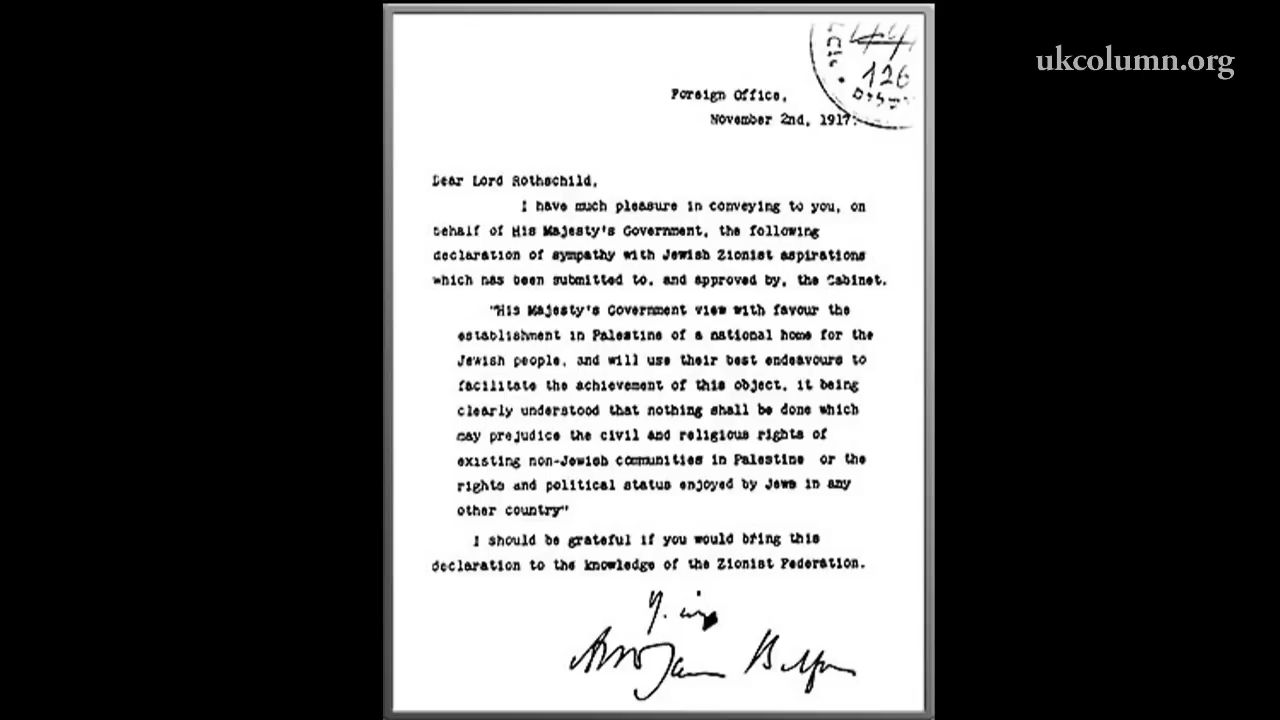 ukcolumn.org
126
Foreign Office,
November 2nd, 1917.
Dear Lord Rothschild,
I have much pleasure in conveying to you, on
behalf of His Majesty's Government, the following
declaration of sympathy with Jewish Zionist aspirations
which has been submitted to, and approved by, the Cabinet.
"His Majesty's Government view with favour the
establishment in Palestine of a national home for the
Jewish people, and will use their best endeavours to
facilitate the achievement of this object, it being
clearly understood that nothing shall be done which
may prejudice the civil and religious rights of
existing non-Jewish communities in Palestine or the
rights and political status enjoyed by Jews in any
other country"
I should be grateful if you would bring this
declaration to the knowledge of the Zionist Federation.